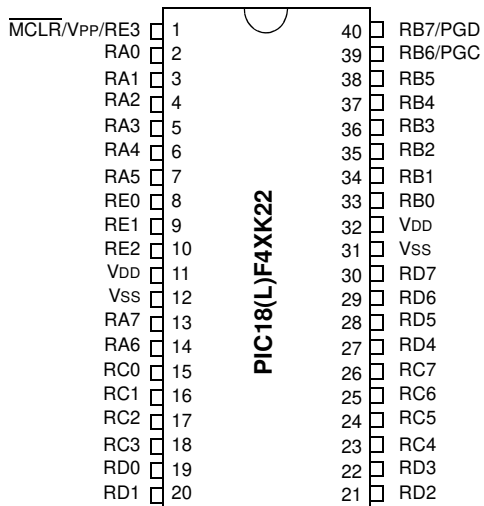 MCLR/VPP/RE3 1 40 RB7/PGD
RA0 2 39 RB6/PGC
RA1 3 38 RB5
RA2 4 37 RB4
RA3 5 36 RB3
RA4 6 35 RB2
RA5 7 34 RB1
RE0 8 33 RB0
RE1 9 32 VDD
RE2 10 31 VSS
VDD 11 30 RD7
VSS 12 29 RD6
RA7 13 28 RD5
RA6 14 27 RD4
RC0 15 26 RC7
RC1 16 25 RC6
RC2 17 24 RC5
RC3 18 23 RC4
RD0 19 22 RD3
RD1 20 21 RD2
PIC18(L)F4XK22